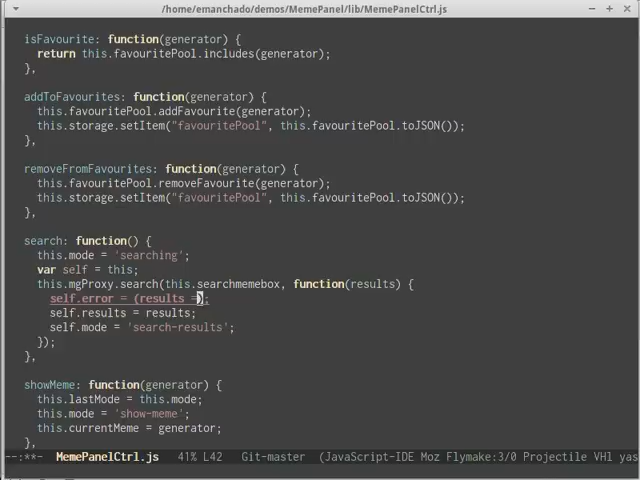 /home/emanchado/demos/MemePanel/lib/MemePanelCtrl.js
isFavourite: function(generator) {
return this.favouritePool.includes(generator);
},
addToFavourites: function(generator) {
this.favouritePool.addFavourite(generator);
this.storage.setItem("favouritePool", this.favouritePool.toJSON());
},
removeFromFavourites: function(generator) {
this.favouritePool.removeFavourite(generator);
this.storage.setItem("favouritePool", this.favouritePool.toJSON());
},
search: function() {
this.mode = 'searching';
var self = this;
this.mgProxy.search(this.searchmemebox, function(results) {
self.error = (results =);
self.results = results;
self.mode = 'search-results';
});
},
showMeme: function(generator) {
this.lastMode = this.mode;
this.mode = 'show-meme';
this.currentMeme = generator;
},
--:**- MemePanelCtrl.js 41% L42 Git-master (JavaScript-IDE Moz Flymake:3/0 Projectile VHl yas